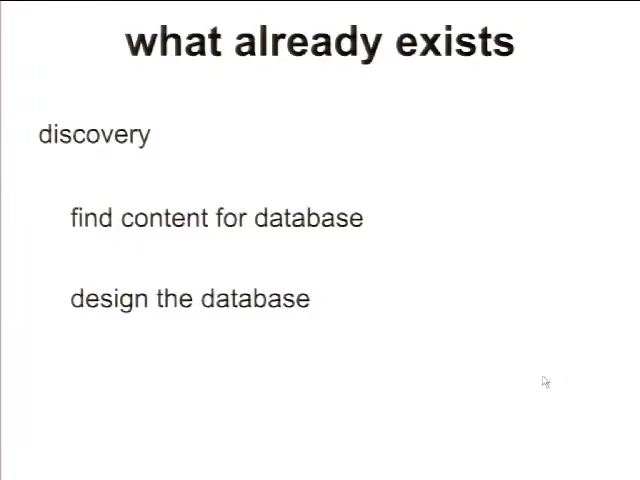 what already exists
discovery
find content for database
design the database